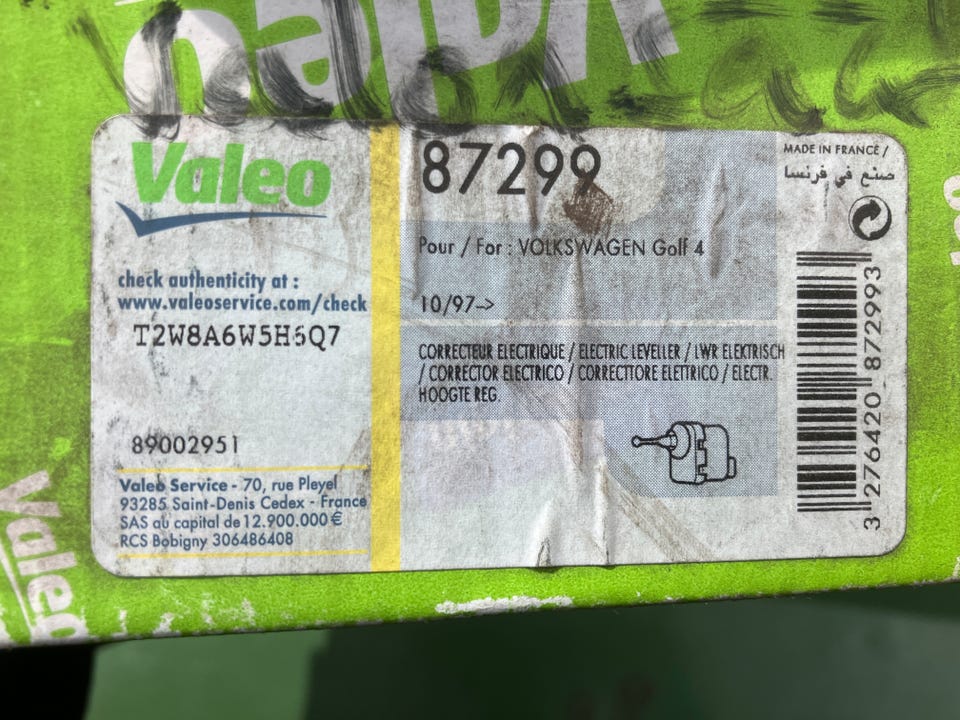 Valeo
Valeo
check authenticity at :
www.valeoservice.com/check
T2W8A6W5H6Q7
89002951
Valeo Service - 70, rue Pleyel
93285 Saint-Denis Cedex - France
SAS au capital de 12.900.000 €
RCS Bobigny 306486408
87299
Pour / For : VOLKSWAGEN Golf 4
10/97->
CORRECTEUR ELECTRIQUE / ELECTRIC LEVELLER / LWR ELEKTRISCH
/ CORRECTOR ELECTRICO / CORRECTTORE ELETTRICO / ELECTR.
HOOGTE REG.
MADE IN FRANCE /
صنع في فرنسا
3 276420 872993
Valeo